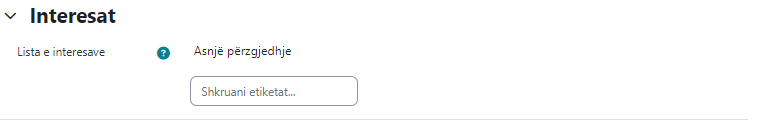 Interesat
Lista e interesave ? Asnjë përzgjedhje
Shkruani etiketat...